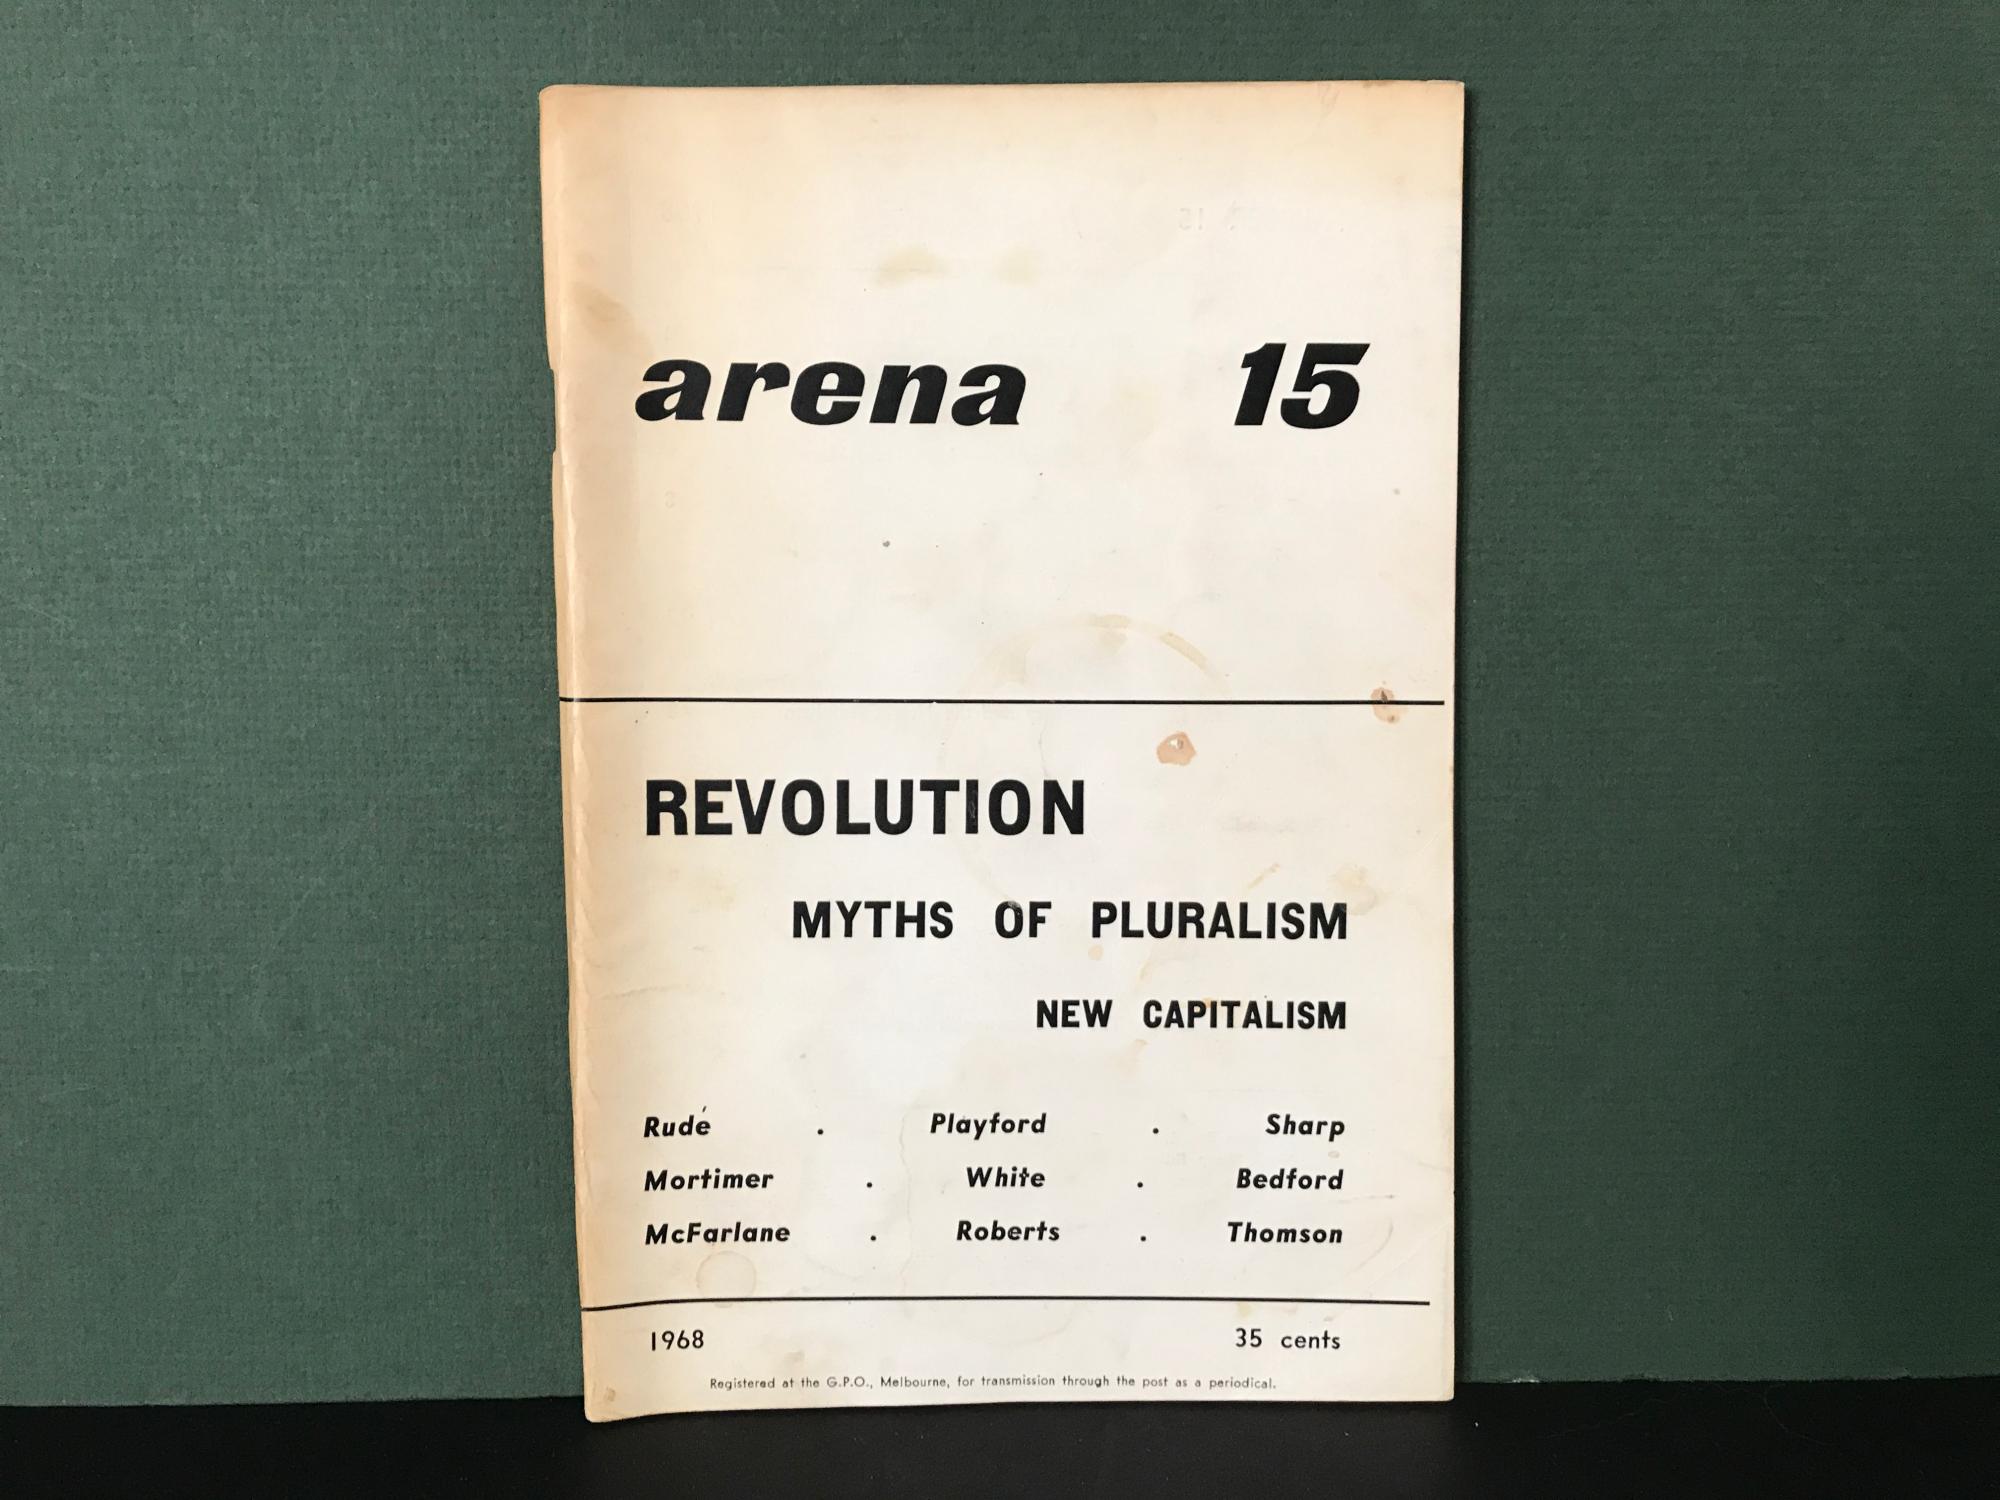 arena 15
REVOLUTION
MYTHS OF PLURALISM
NEW CAPITALISM
Rudé . Playford . Sharp
Mortimer . White . Bedford
McFarlane . Roberts . Thomson
1968 35 cents
Registered at the G.P.O., Melbourne, for transmission through the post as a periodical.